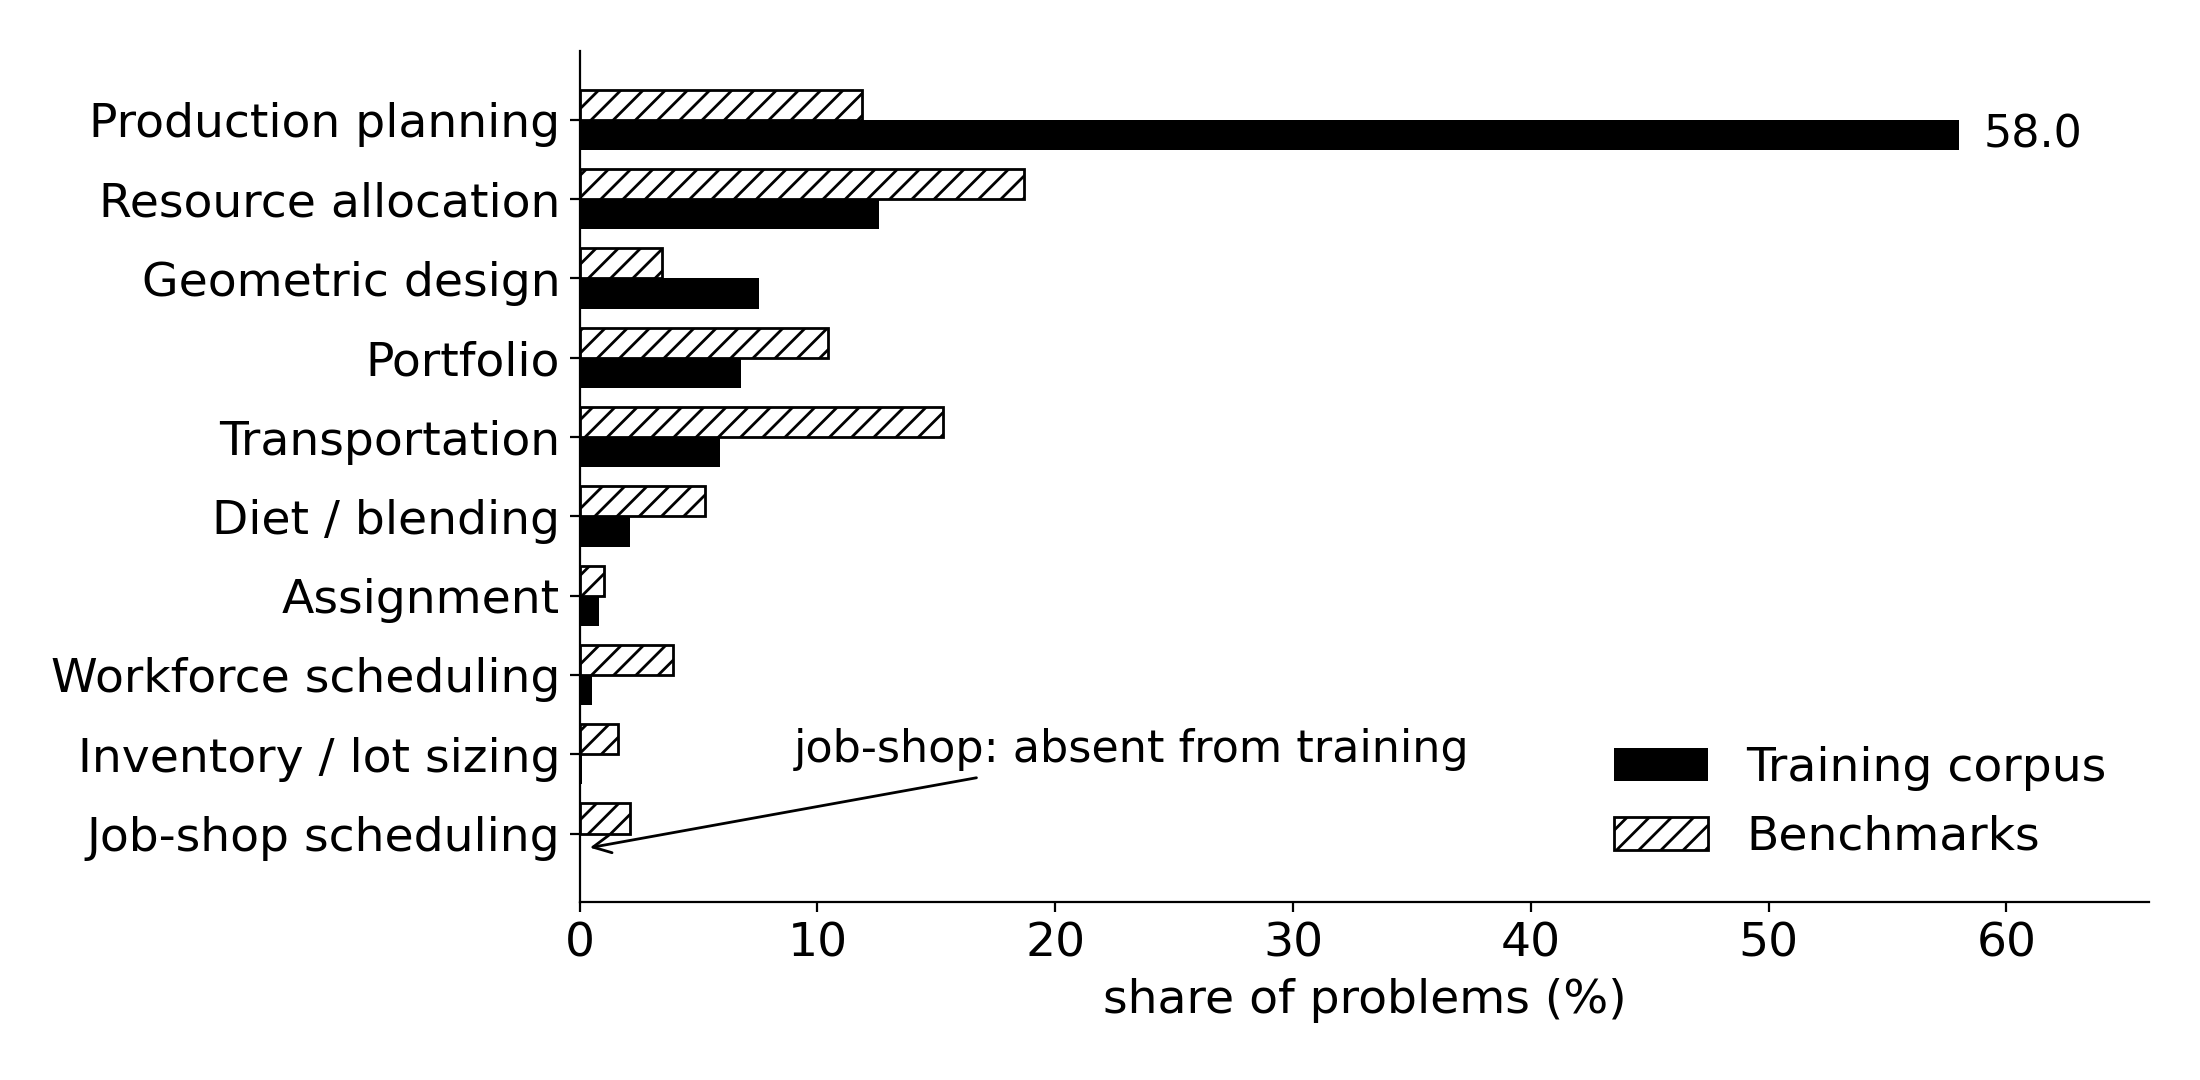 Production planning
58.0
Resource allocation
Geometric design
Portfolio
Transportation
Diet / blending
Assignment
Workforce scheduling
Inventory / lot sizing
job-shop: absent from training
Training corpus
Job-shop scheduling
Benchmarks
0 10 20 30 40 50 60
share of problems (%)